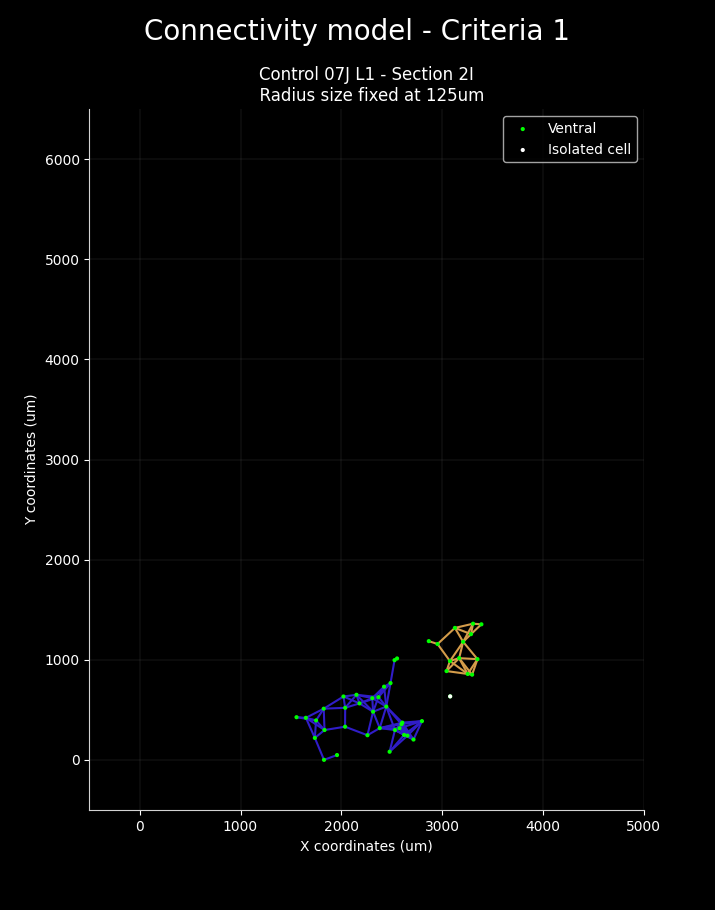 Connectivity model - Criteria 1
Control 07J L1 - Section 2I
Radius size fixed at 125um
Ventral
Isolated cell
6000
5000
4000
3000
2000
1000
0
Y coordinates (um)
0 1000 2000 3000 4000 5000
X coordinates (um)